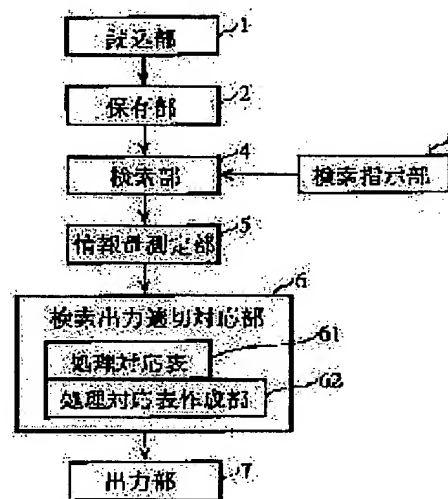 読込部
1
保存部
2
検索部
4
検索指示部
情報量測定部
5
6
検索出力適切対応部
処理対応表
61
処理対応表作成部
62
出力部
7